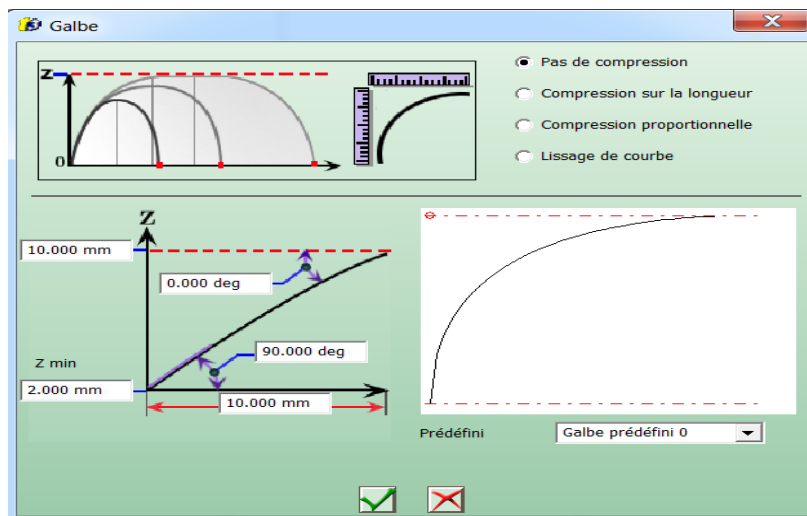 Galbe
Z
0
Pas de compression
Compression sur la longueur
Compression proportionnelle
Lissage de courbe
Z
10.000 mm
0.000 deg
90.000 deg
Z min
2.000 mm
10.000 mm
Prédéfini
Galbe prédéfini 0